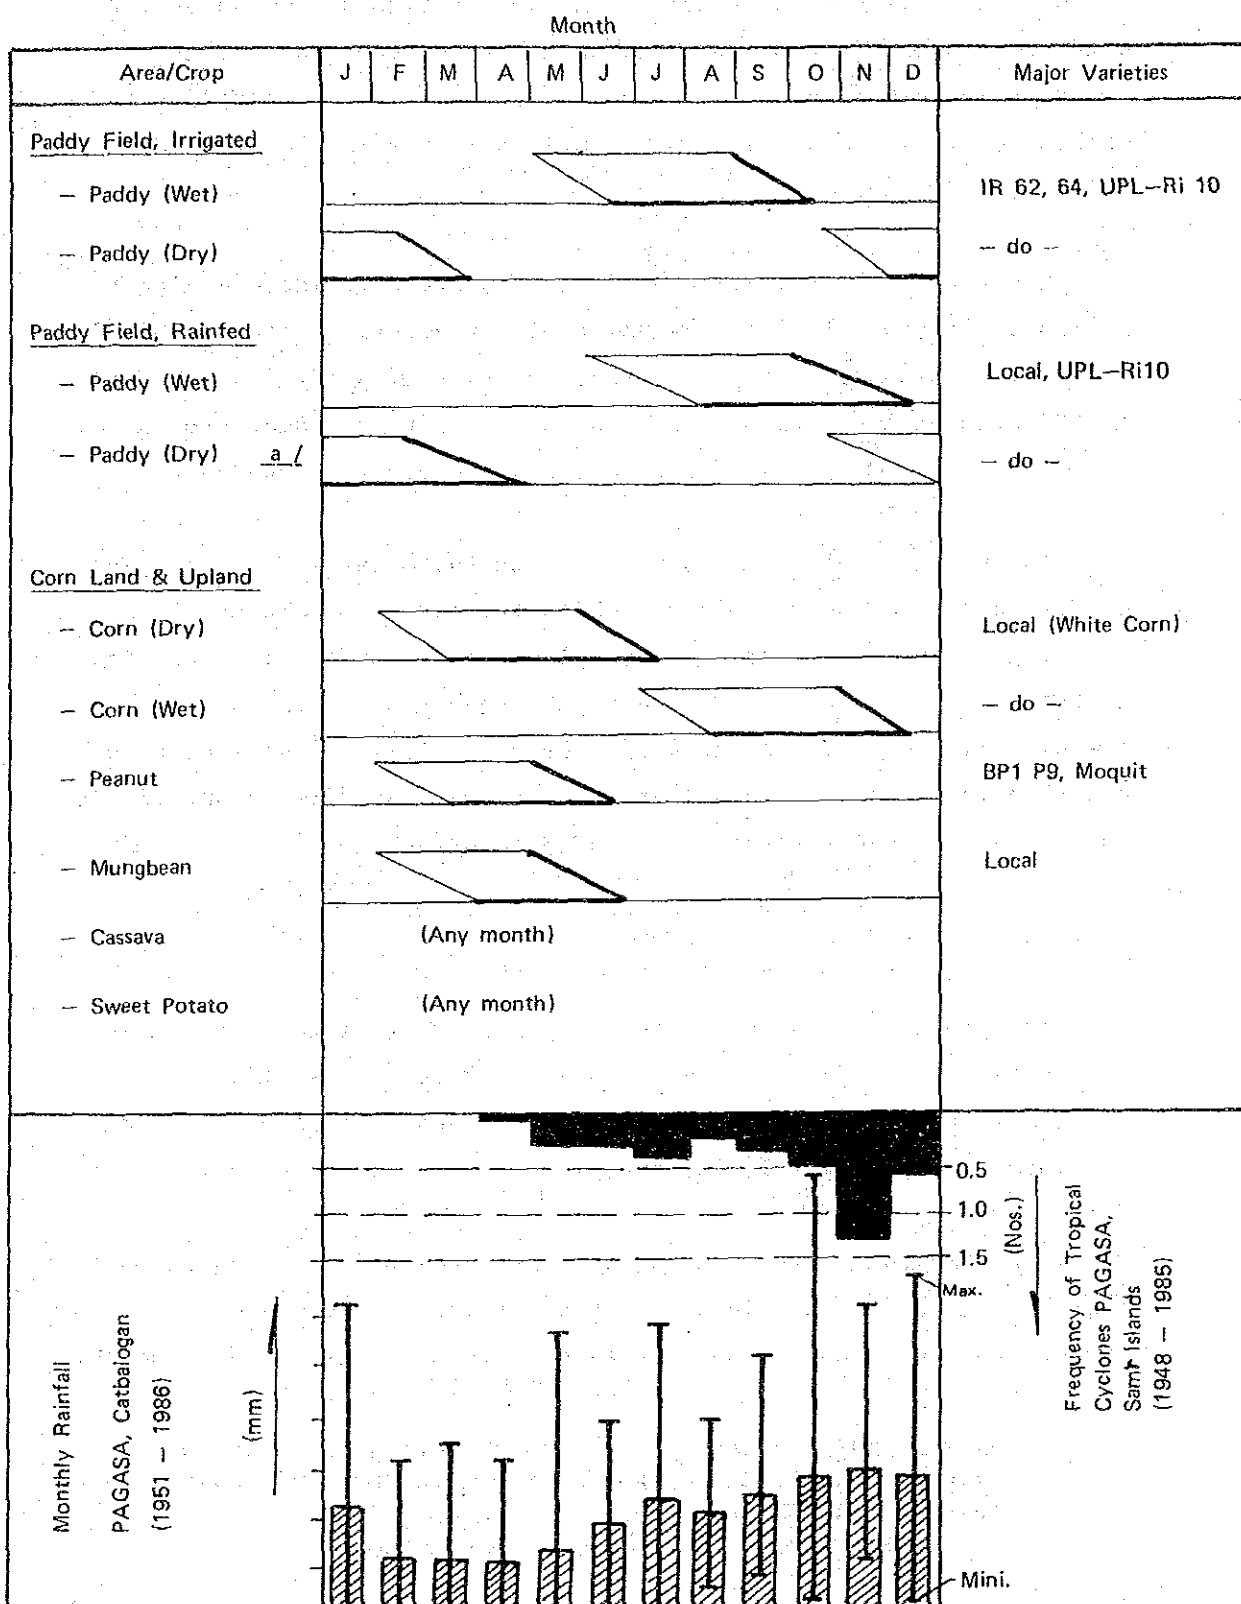 Month
Area/Crop J F M A M J J A S O N D Major Varieties
Paddy Field, Irrigated
— Paddy (Wet) IR 62, 64, UPL—Ri 10
— Paddy (Dry) — do —
Paddy Field, Rainfed
— Paddy (Wet) Local, UPL—Ri10
— Paddy (Dry) a/ — do —
Corn Land & Upland
— Corn (Dry) Local (White Corn)
— Corn (Wet) — do —
— Peanut BP1 P9, Moquit
— Mungbean Local
— Cassava (Any month)
— Sweet Potato (Any month)
0.5
1.0
1.5
(Nos.)
Frequency of Tropical
Cyclones PAGASA,
Samr Islands
(1948 — 1985)
Max.
Monthly Rainfall
PAGASA, Catbalogan
(1951 — 1986)
(mm)
Mini.